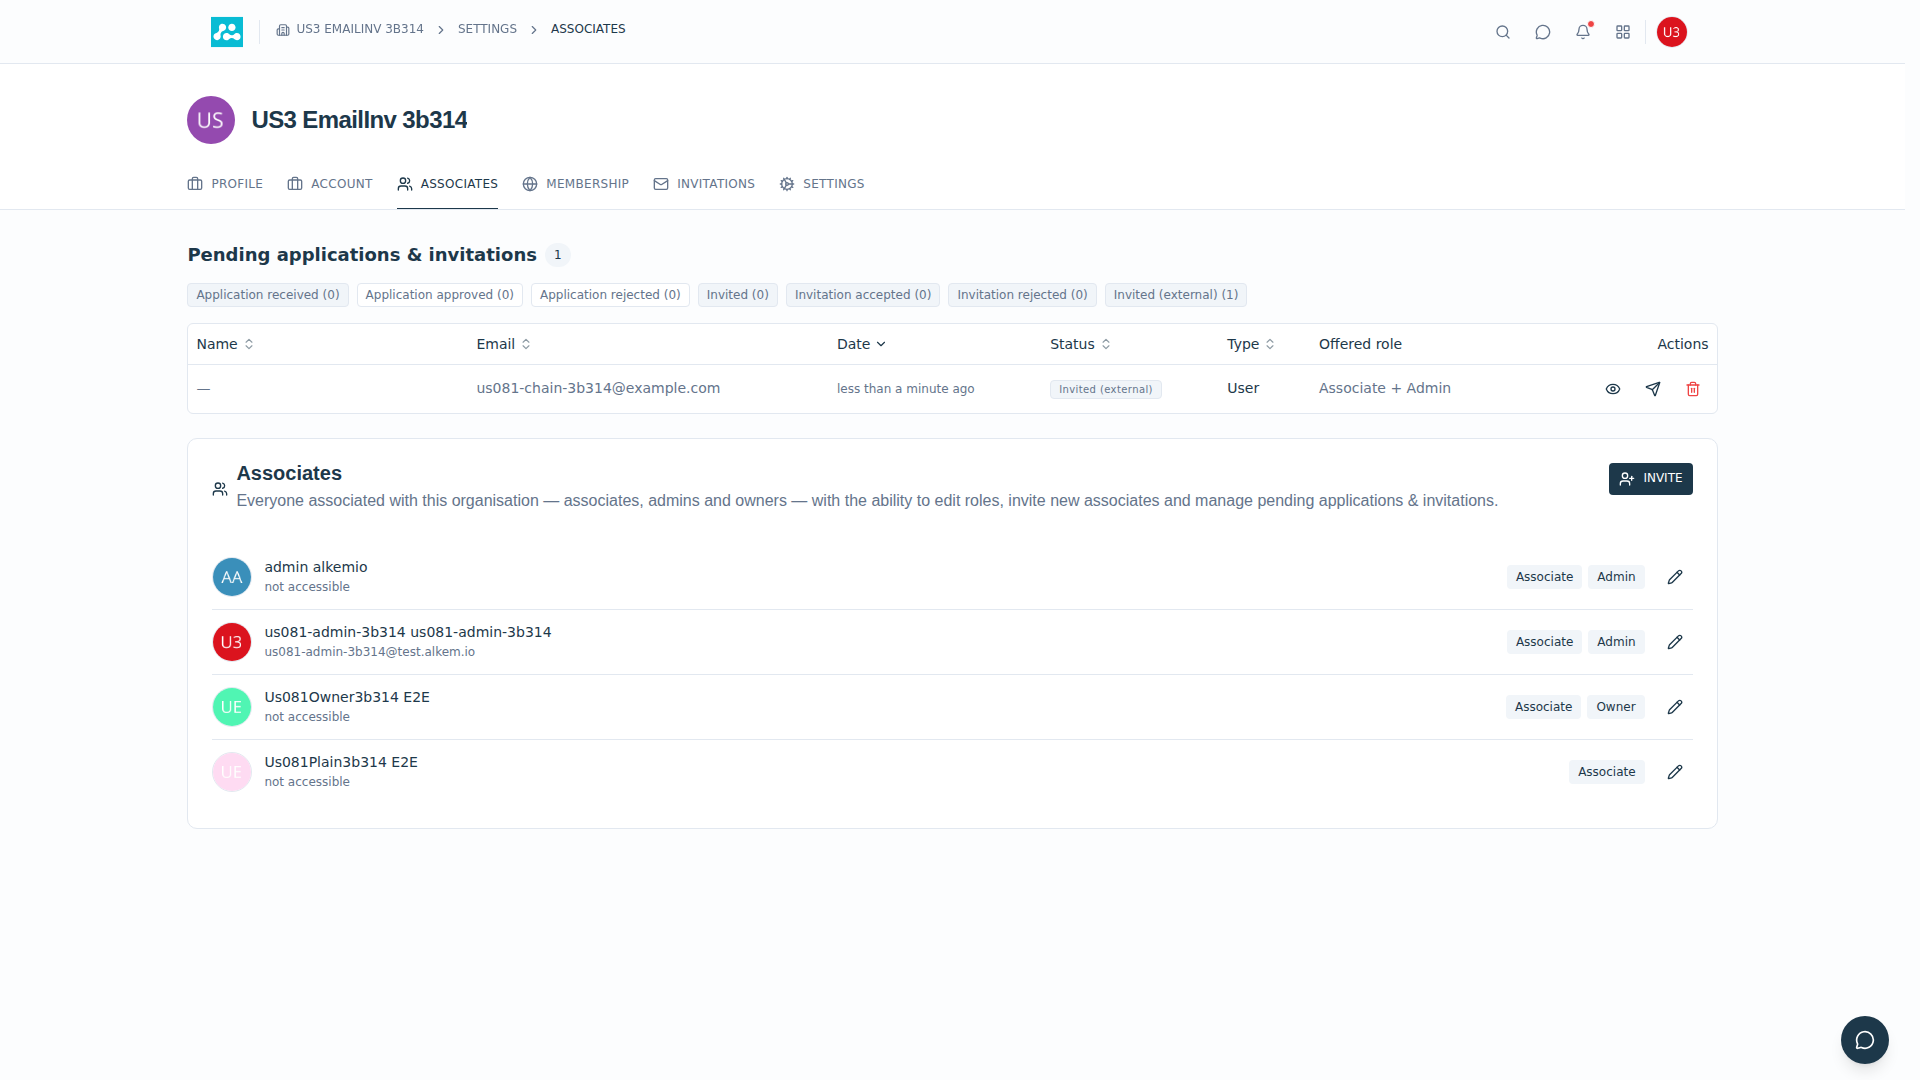 US3 EMAILINV 3B314 SETTINGS ASSOCIATES
U3
US US3 EmailInv 3b314
PROFILE ACCOUNT ASSOCIATES MEMBERSHIP INVITATIONS SETTINGS
Pending applications & invitations 1
Application received (0) Application approved (0) Application rejected (0) Invited (0) Invitation accepted (0) Invitation rejected (0) Invited (external) (1)
Name Email Date Status Type Offered role Actions
— us081-chain-3b314@example.com less than a minute ago Invited (external) User Associate + Admin
Associates
INVITE
Everyone associated with this organisation — associates, admins and owners — with the ability to edit roles, invite new associates and manage pending applications & invitations.
AA admin alkemio Associate Admin
not accessible
U3 us081-admin-3b314 us081-admin-3b314 Associate Admin
us081-admin-3b314@test.alkem.io
UE Us081Owner3b314 E2E Associate Owner
not accessible
UE Us081Plain3b314 E2E Associate
not accessible